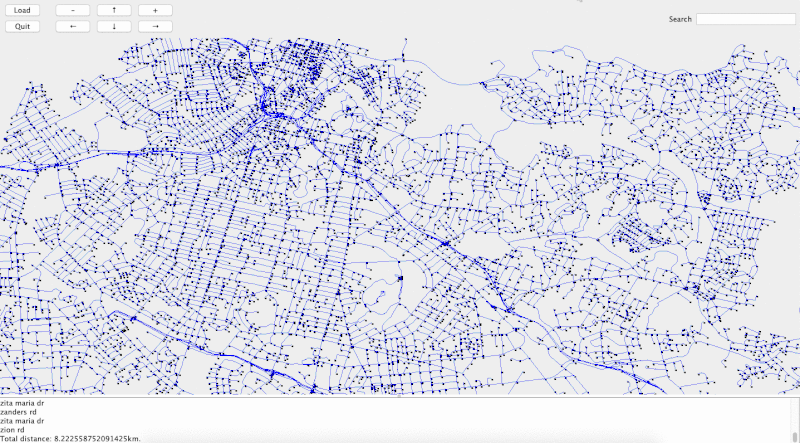 Load - ↑ +
Quit ← ↓ →
Search
zita maria dr
zanders rd
zita maria dr
zion rd
Total distance: 8.222558752091425km.